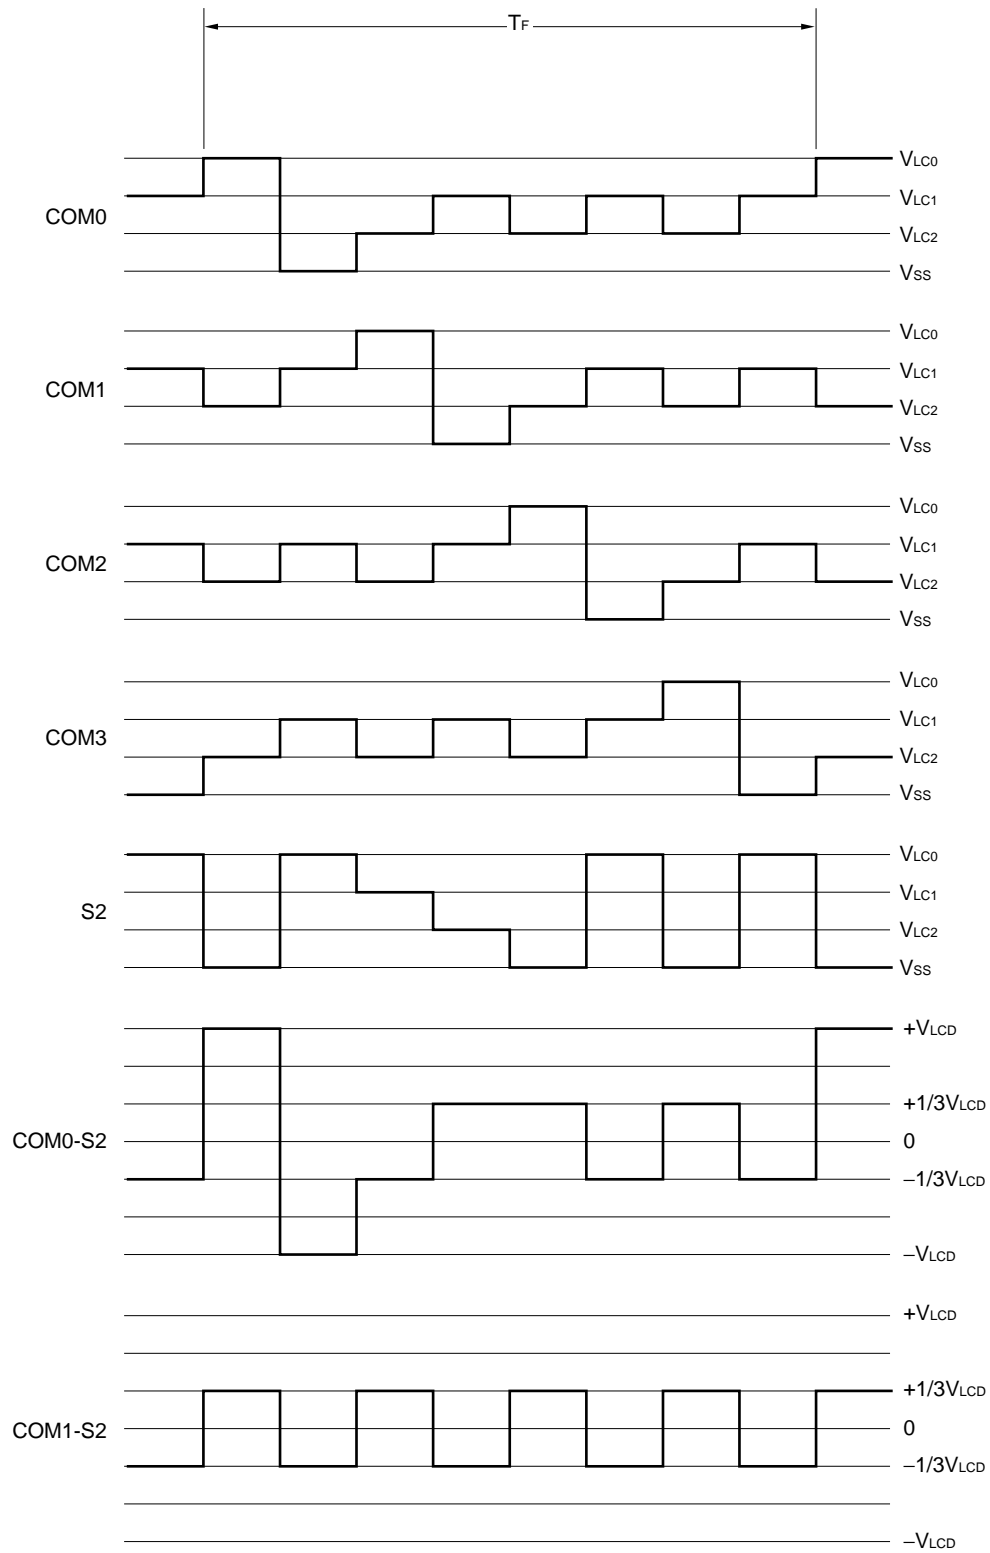 TF
VLC0
VLC1
COM0
VLC2
VSS
VLC0
VLC1
COM1
VLC2
VSS
VLC0
VLC1
COM2
VLC2
VSS
VLC0
VLC1
COM3
VLC2
VSS
VLC0
VLC1
S2
VLC2
VSS
+VLCD
+1/3VLCD
COM0-S2
0
−1/3VLCD
−VLCD
+VLCD
+1/3VLCD
COM1-S2
0
−1/3VLCD
−VLCD